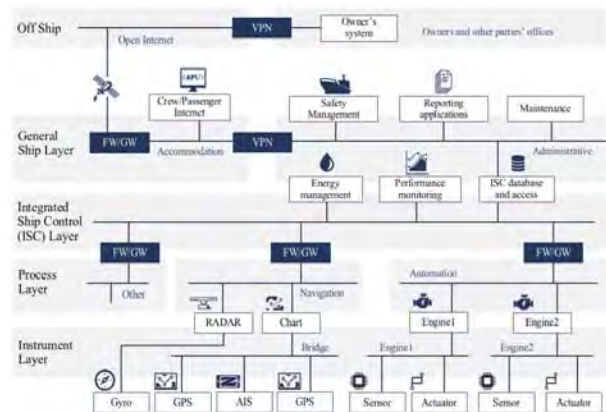 Off Ship
Open Internet
VPN
Owner's
system
Owners and other parties' offices
API
Crew/Passenger
Internet
Safety
Management
Reporting
applications
Maintenance
General
Ship Layer
FW/GW
Accommodation
VPN
Administrative
Energy
management
Performance
monitoring
ISC database
and access
Integrated
Ship Control
(ISC) Layer
FW/GW
FW/GW
FW/GW
Process
Layer
Other
Navigation
Automation
RADAR
Chart
Engine1
Engine2
Instrument
Layer
Bridge
Engine1
Engine2
Gyro
GPS
AIS
GPS
Sensor
Actuator
Sensor
Actuator